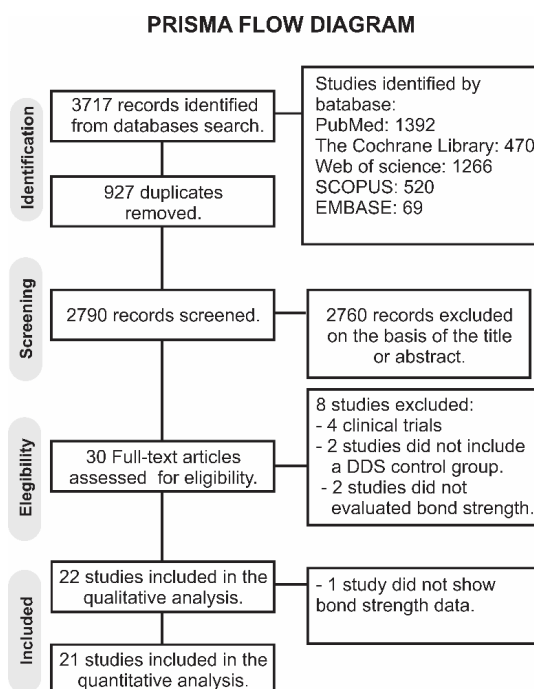 PRISMA FLOW DIAGRAM
Identification
3717 records identified
from databases search.
Studies identified by
batabase:
PubMed: 1392
The Cochrane Library: 470
Web of science: 1266
SCOPUS: 520
EMBASE: 69
927 duplicates
removed.
Screening
2790 records screened.
2760 records excluded
on the basis of the title
or abstract.
Elegibility
30 Full-text articles
assessed for eligibility.
8 studies excluded:
- 4 clinical trials
- 2 studies did not include
a DDS control group.
- 2 studies did not
evaluated bond strength.
Included
22 studies included in the
qualitative analysis.
- 1 study did not show
bond strength data.
21 studies included in the
quantitative analysis.